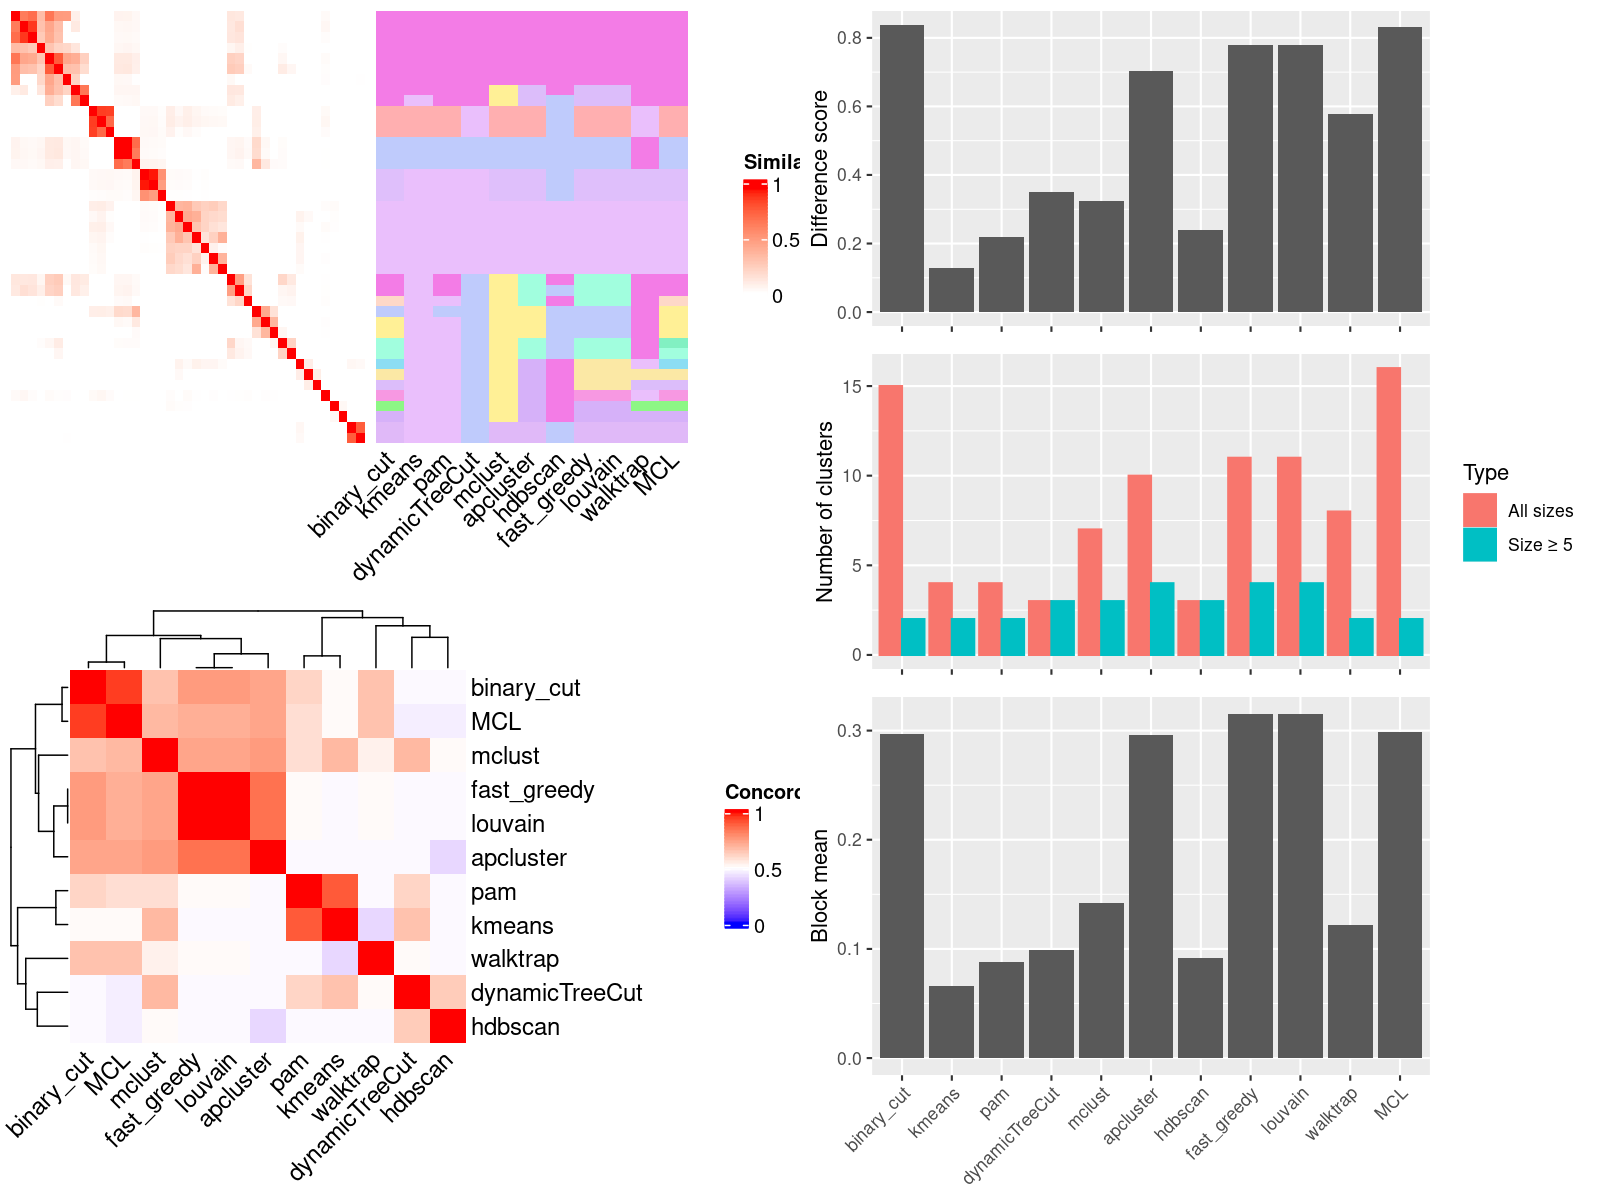 Simila
1
0.5
0
binary_cut
kmeans
pam
dynamicTreeCut
mclust
apcluster
hdbscan
fast_greedy
louvain
walktrap
MCL
binary_cut
MCL
mclust
fast_greedy
louvain
apcluster
pam
kmeans
walktrap
dynamicTreeCut
hdbscan
Concord
1
0.5
0
binary_cut
MCL
mclust
fast_greedy
louvain
apcluster
pam
kmeans
walktrap
dynamicTreeCut
hdbscan
Difference score
0.8
0.6
0.4
0.2
0.0
Number of clusters
15
10
5
0
Type
All sizes
Size ≥ 5
Block mean
0.3
0.2
0.1
0.0
binary_cut
kmeans
pam
dynamicTreeCut
mclust
apcluster
hdbscan
fast_greedy
louvain
walktrap
MCL